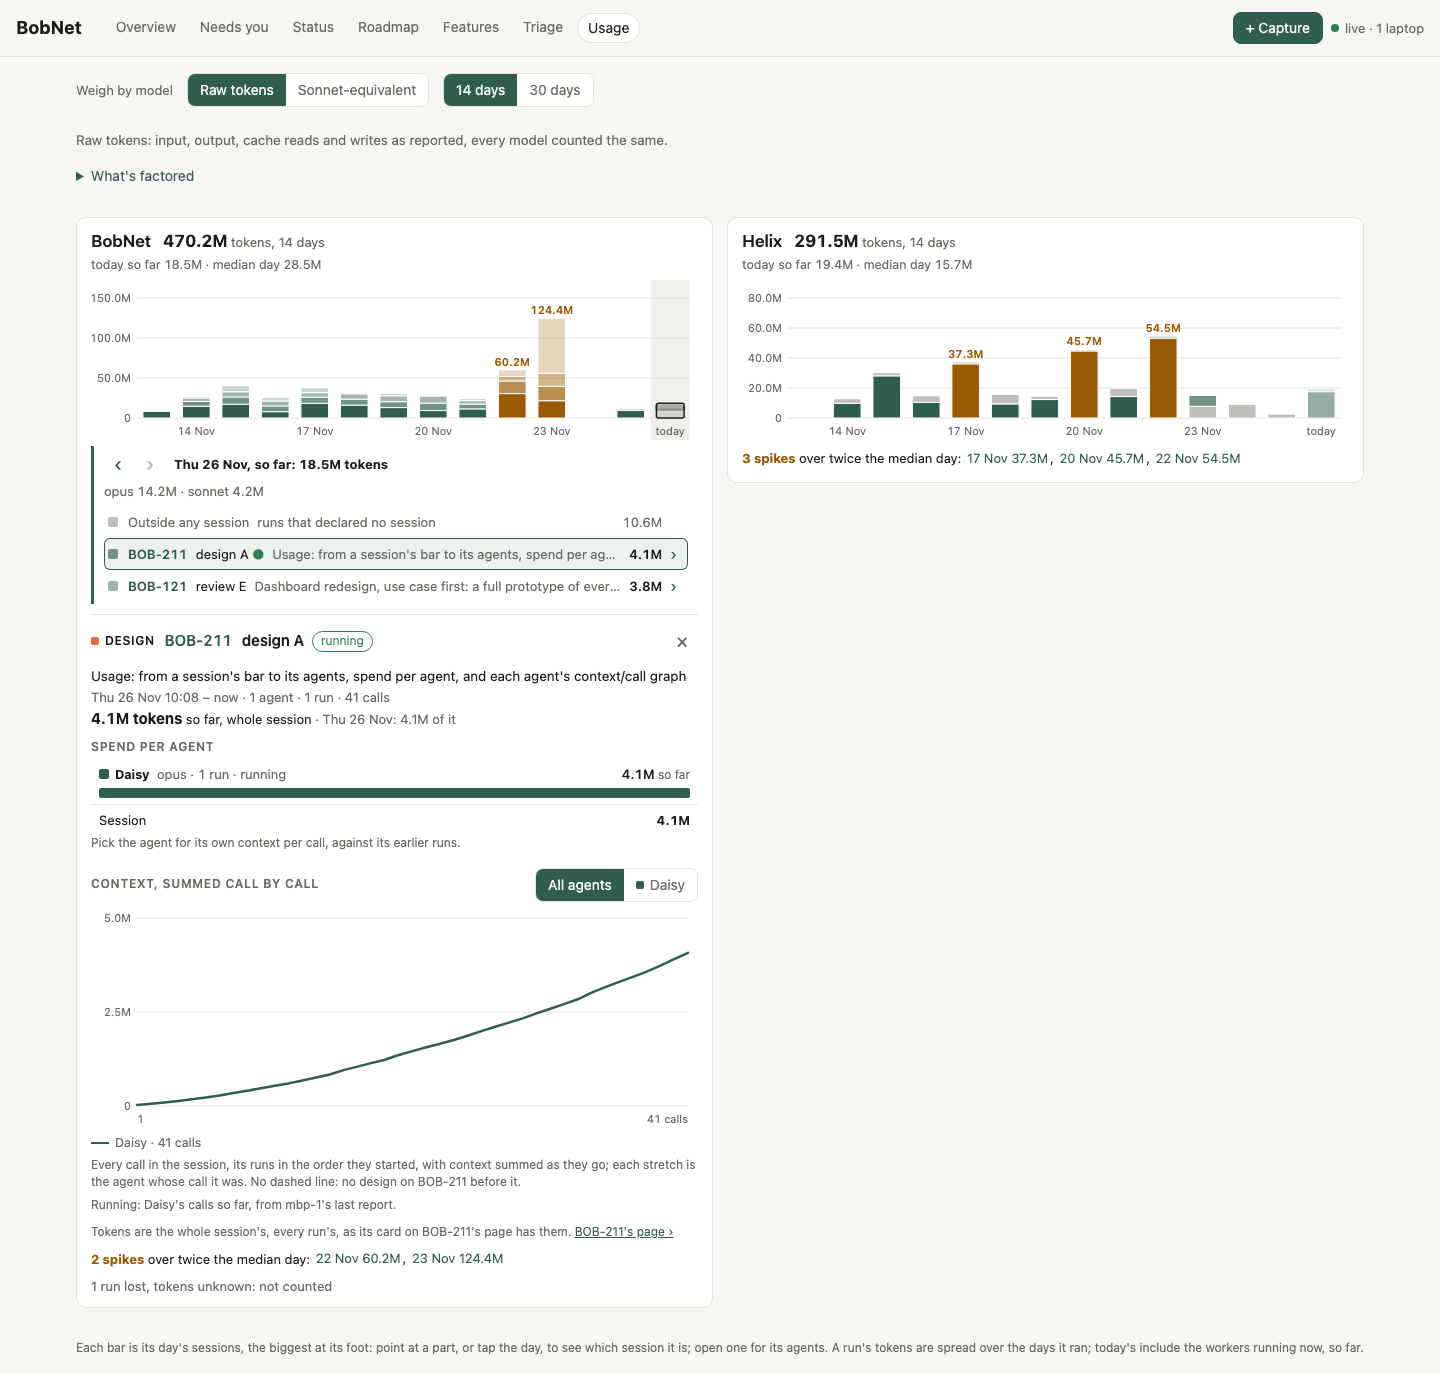 BobNet Overview Needs you Status Roadmap Features Triage Usage + Capture live · 1 laptop
Weigh by model Raw tokens Sonnet-equivalent 14 days 30 days
Raw tokens: input, output, cache reads and writes as reported, every model counted the same.
What's factored
BobNet 470.2M tokens, 14 days
today so far 18.5M · median day 28.5M
150.0M
100.0M
50.0M
0
124.4M
60.2M
14 Nov 17 Nov 20 Nov 23 Nov today
‹ › Thu 26 Nov, so far: 18.5M tokens
opus 14.2M · sonnet 4.2M
Outside any session runs that declared no session 10.6M
BOB-211 design A Usage: from a session's bar to its agents, spend per ag... 4.1M ›
BOB-121 review E Dashboard redesign, use case first: a full prototype of ever... 3.8M ›
DESIGN BOB-211 design A running ×
Usage: from a session's bar to its agents, spend per agent, and each agent's context/call graph
Thu 26 Nov 10:08 – now · 1 agent · 1 run · 41 calls
4.1M tokens so far, whole session · Thu 26 Nov: 4.1M of it
SPEND PER AGENT
Daisy opus · 1 run · running 4.1M so far
Session 4.1M
Pick the agent for its own context per call, against its earlier runs.
CONTEXT, SUMMED CALL BY CALL All agents Daisy
5.0M
2.5M
0
1 41 calls
Daisy · 41 calls
Every call in the session, its runs in the order they started, with context summed as they go; each stretch is
the agent whose call it was. No dashed line: no design on BOB-211 before it.
Running: Daisy's calls so far, from mbp-1's last report.
Tokens are the whole session's, every run's, as its card on BOB-211's page has them. BOB-211's page ›
2 spikes over twice the median day: 22 Nov 60.2M, 23 Nov 124.4M
1 run lost, tokens unknown: not counted
Helix 291.5M tokens, 14 days
today so far 19.4M · median day 15.7M
80.0M
60.0M
40.0M
20.0M
0
37.3M
45.7M
54.5M
14 Nov 17 Nov 20 Nov 23 Nov today
3 spikes over twice the median day: 17 Nov 37.3M, 20 Nov 45.7M, 22 Nov 54.5M
Each bar is its day's sessions, the biggest at its foot: point at a part, or tap the day, to see which session it is; open one for its agents. A run's tokens are spread over the days it ran; today's include the workers running now, so far.